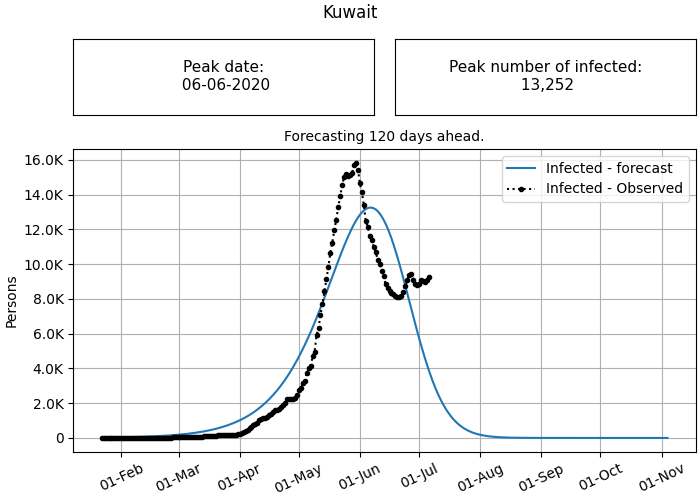 Kuwait
Peak date:
06-06-2020
Peak number of infected:
13,252
Forecasting 120 days ahead.
Infected - forecast
Infected - Observed
Persons
16.0K
14.0K
12.0K
10.0K
8.0K
6.0K
4.0K
2.0K
0
01-Feb
01-Mar
01-Apr
01-May
01-Jun
01-Jul
01-Aug
01-Sep
01-Oct
01-Nov